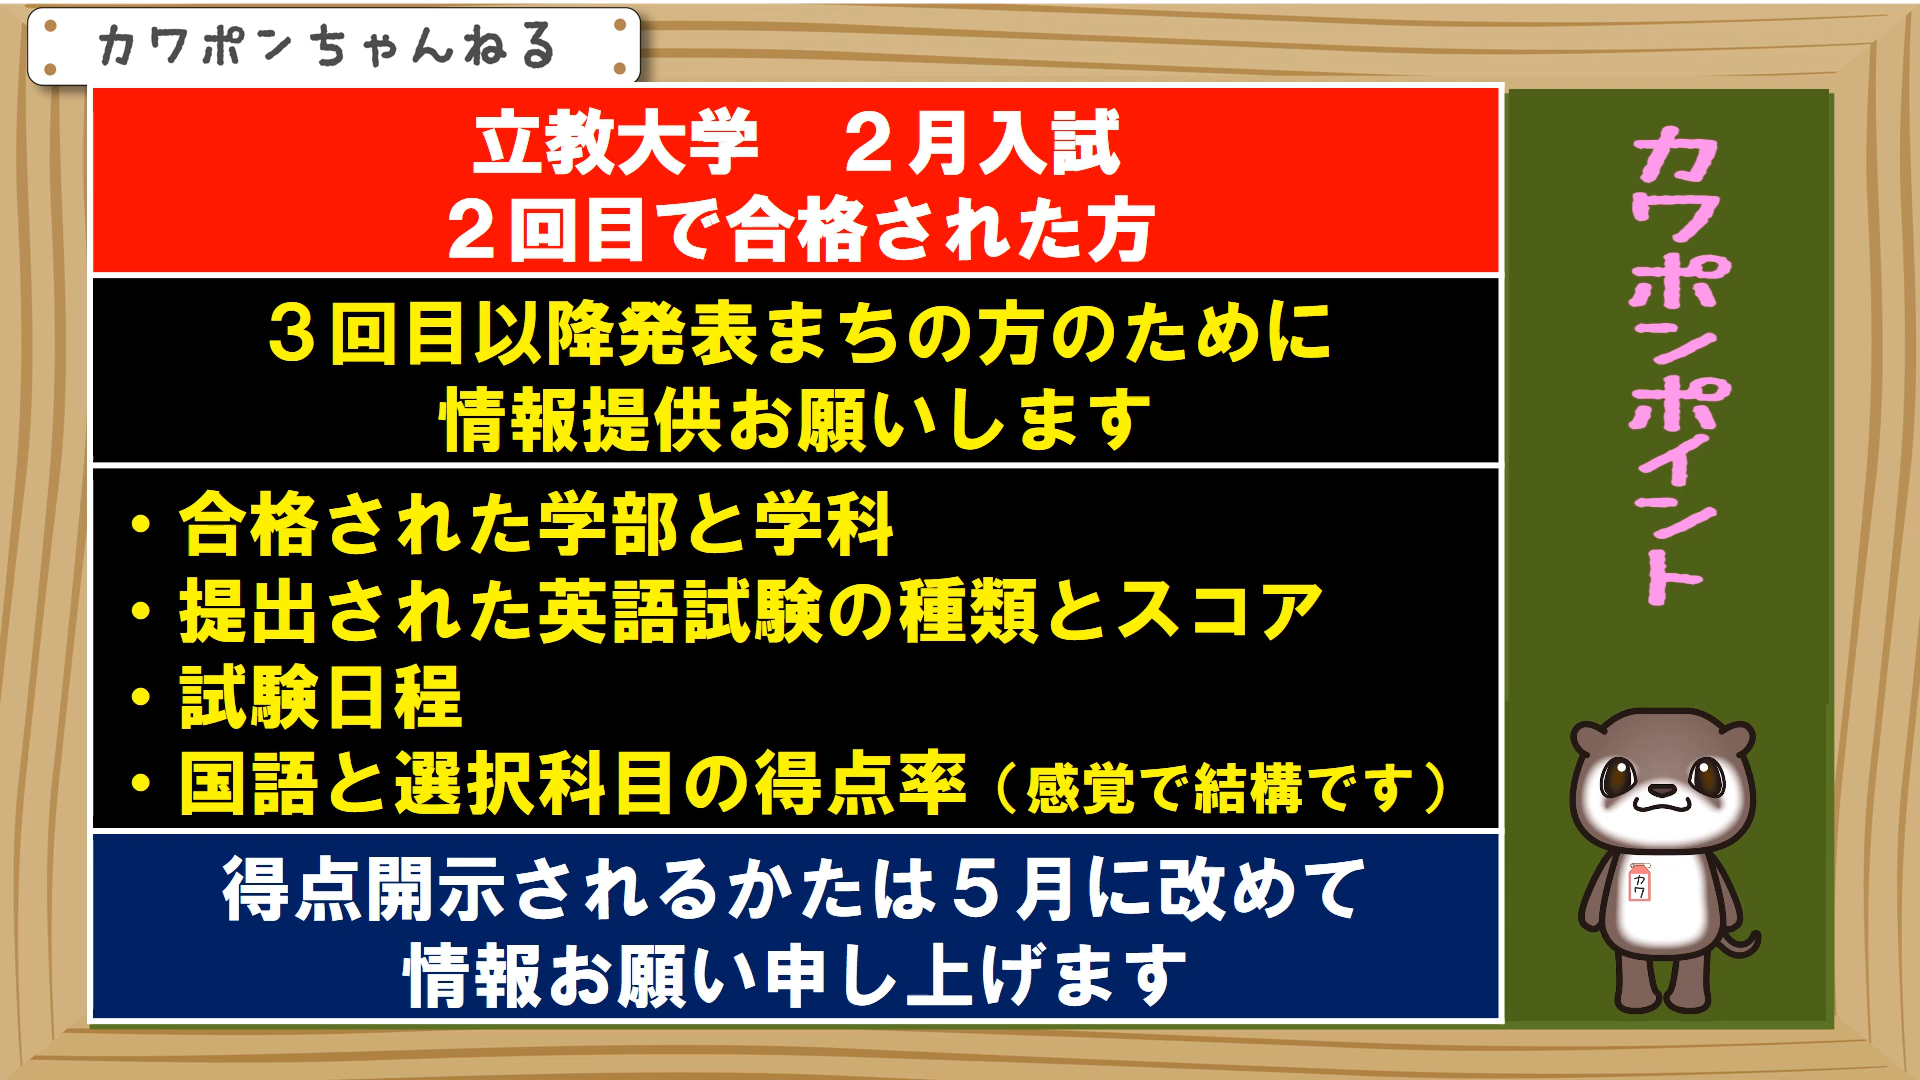 カワポンちゃんねる
立教大学　２月入試
２回目で合格された方
３回目以降発表まちの方のために
情報提供お願いします
・合格された学部と学科
・提出された英語試験の種類とスコア
・試験日程
・国語と選択科目の得点率（感覚で結構です）
得点開示されるかたは５月に改めて
情報お願い申し上げます
カワポンポイント
カワ